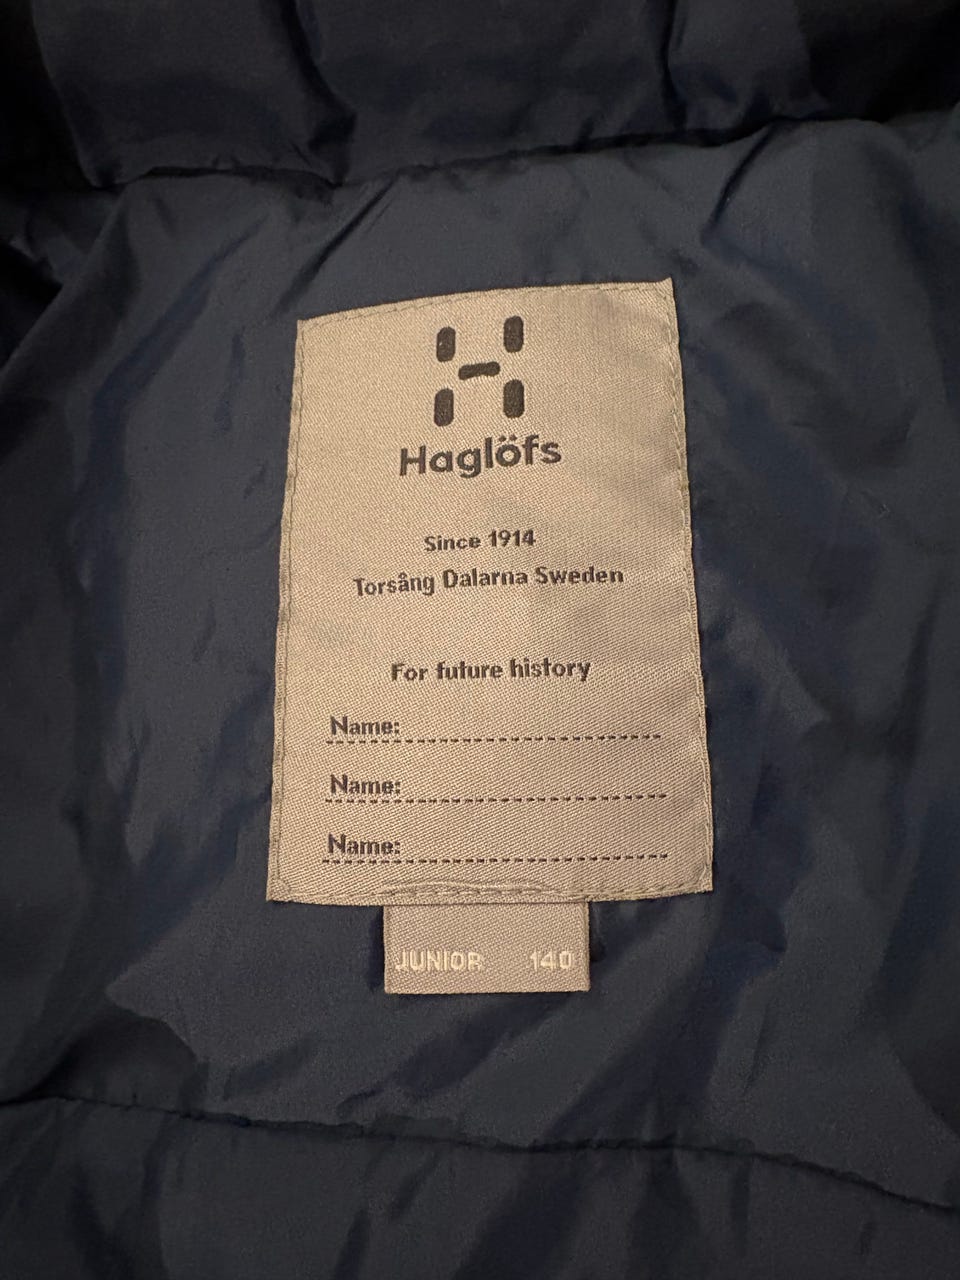 Haglöfs
Since 1914
Torsång Dalarna Sweden
For future history
Name:
Name:
Name:
JUNIOR 140